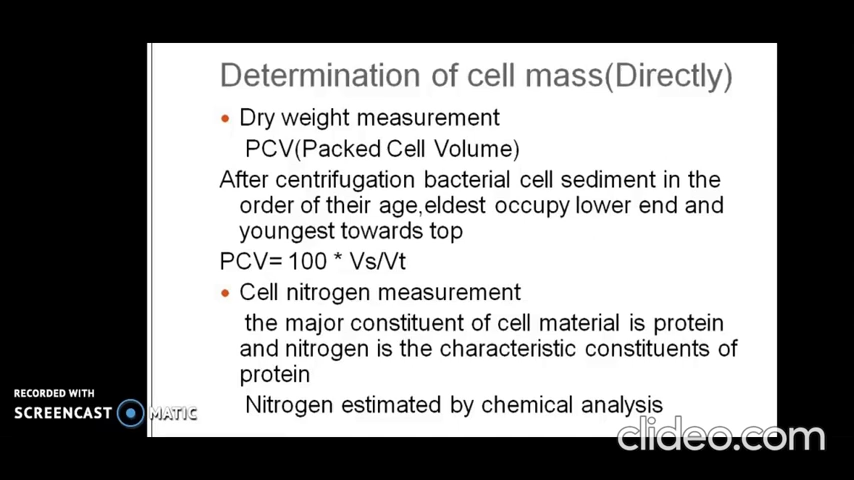 Determination of cell mass(Directly)
• Dry weight measurement
PCV(Packed Cell Volume)
After centrifugation bacterial cell sediment in the
order of their age,eldest occupy lower end and
youngest towards top
PCV= 100 * Vs/Vt
• Cell nitrogen measurement
the major constituent of cell material is protein
and nitrogen is the characteristic constituents of
protein
Nitrogen estimated by chemical analysis
RECORDED WITH
SCREENCAST MATIC
clideo.com